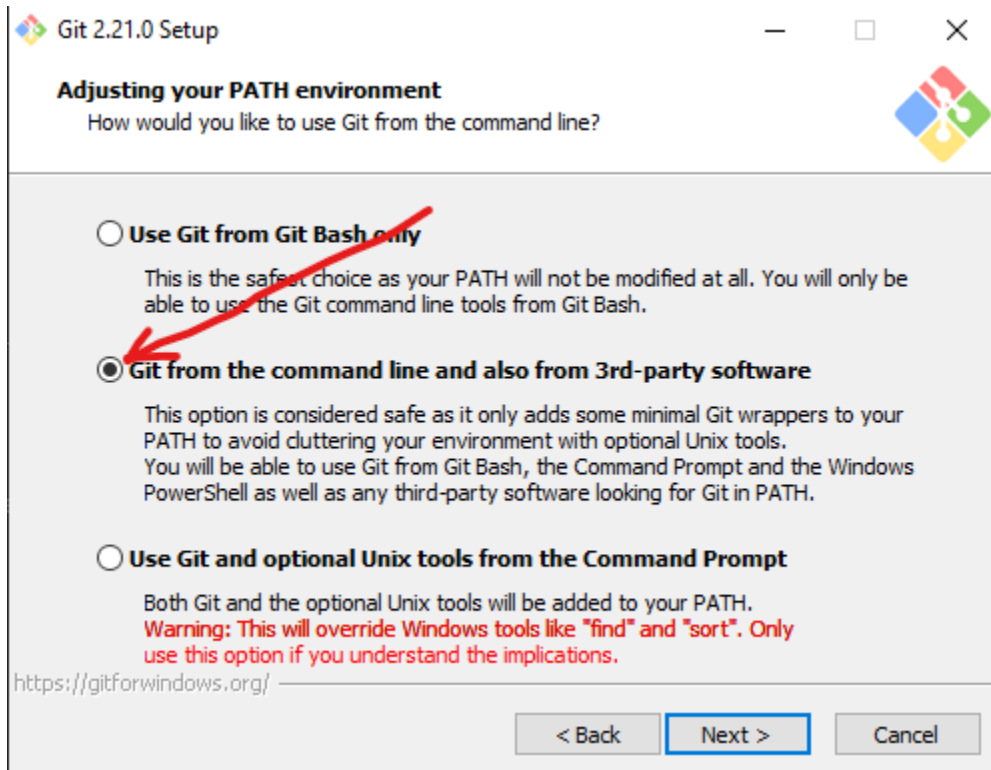 Git 2.21.0 Setup
Adjusting your PATH environment
How would you like to use Git from the command line?
Use Git from Git Bash only
This is the safest choice as your PATH will not be modified at all. You will only be
able to use the Git command line tools from Git Bash.
Git from the command line and also from 3rd-party software
This option is considered safe as it only adds some minimal Git wrappers to your
PATH to avoid cluttering your environment with optional Unix tools.
You will be able to use Git from Git Bash, the Command Prompt and the Windows
PowerShell as well as any third-party software looking for Git in PATH.
Use Git and optional Unix tools from the Command Prompt
Both Git and the optional Unix tools will be added to your PATH.
Warning: This will override Windows tools like "find" and "sort". Only
use this option if you understand the implications.
https://gitforwindows.org/
< Back Next > Cancel